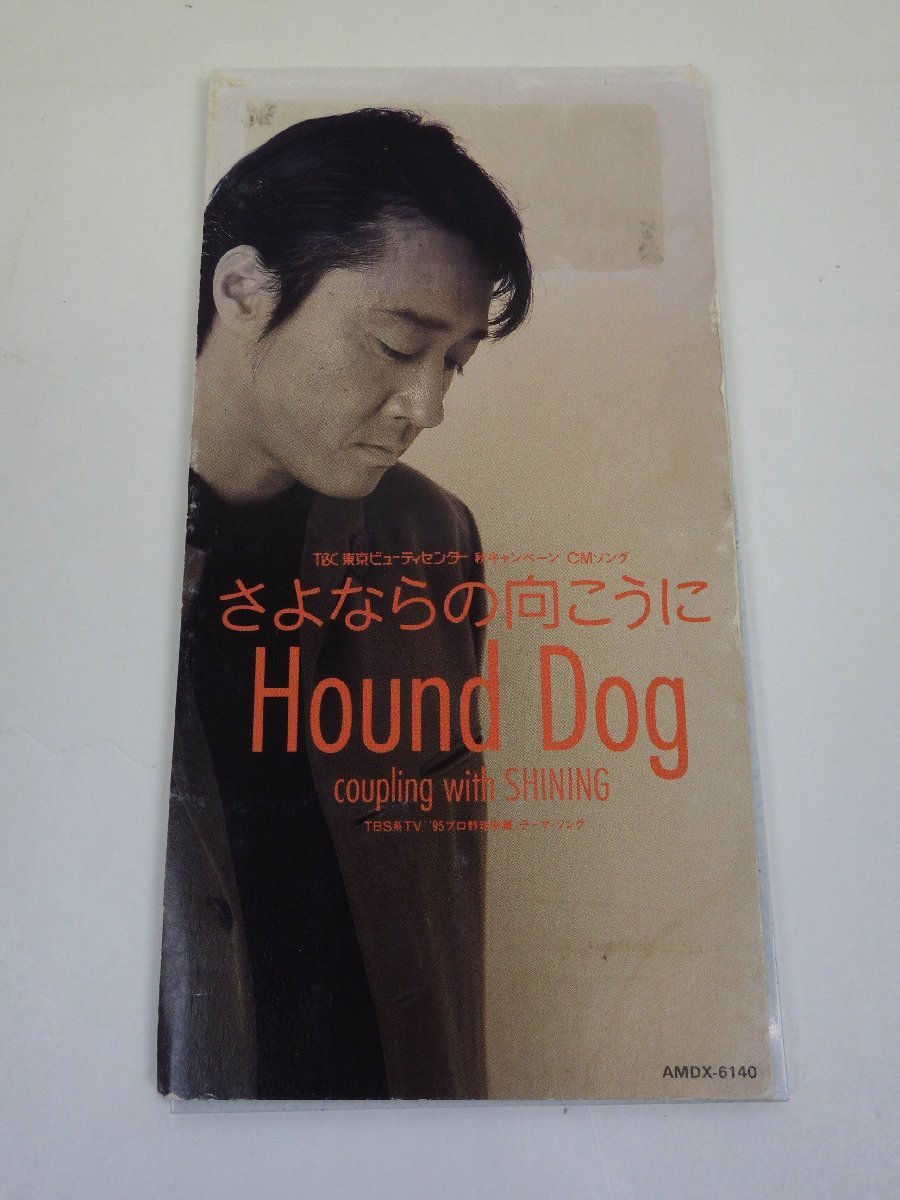 TBC 東京ビューティセンター 秋キャンペーン CMソング
さよならの向こうに
Hound Dog
coupling with SHINING
TBS系TV '95プロ野球中継 テーマ・ソング
AMDX-6140